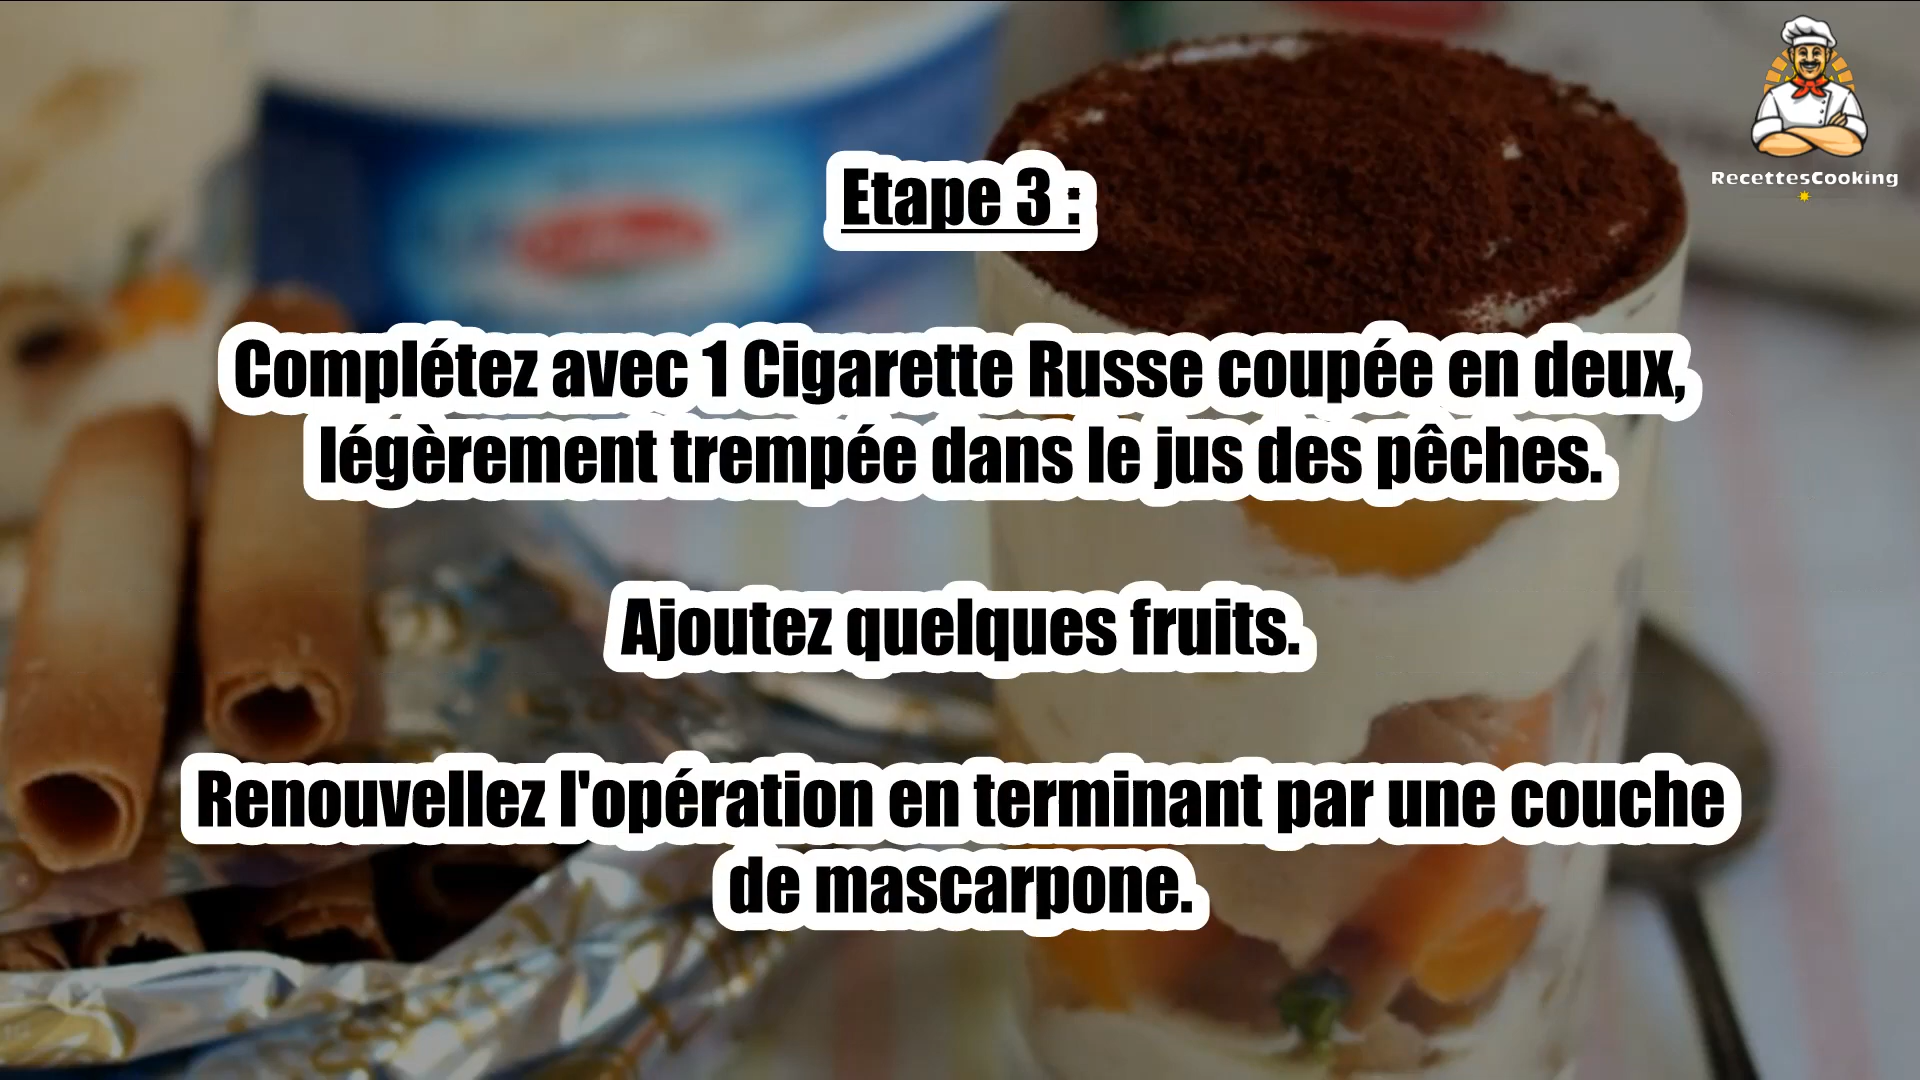 RecettesCooking
Etape 3 :
Complétez avec 1 Cigarette Russe coupée en deux,
légèrement trempée dans le jus des pêches.
Ajoutez quelques fruits.
Renouvellez l'opération en terminant par une couche
de mascarpone.